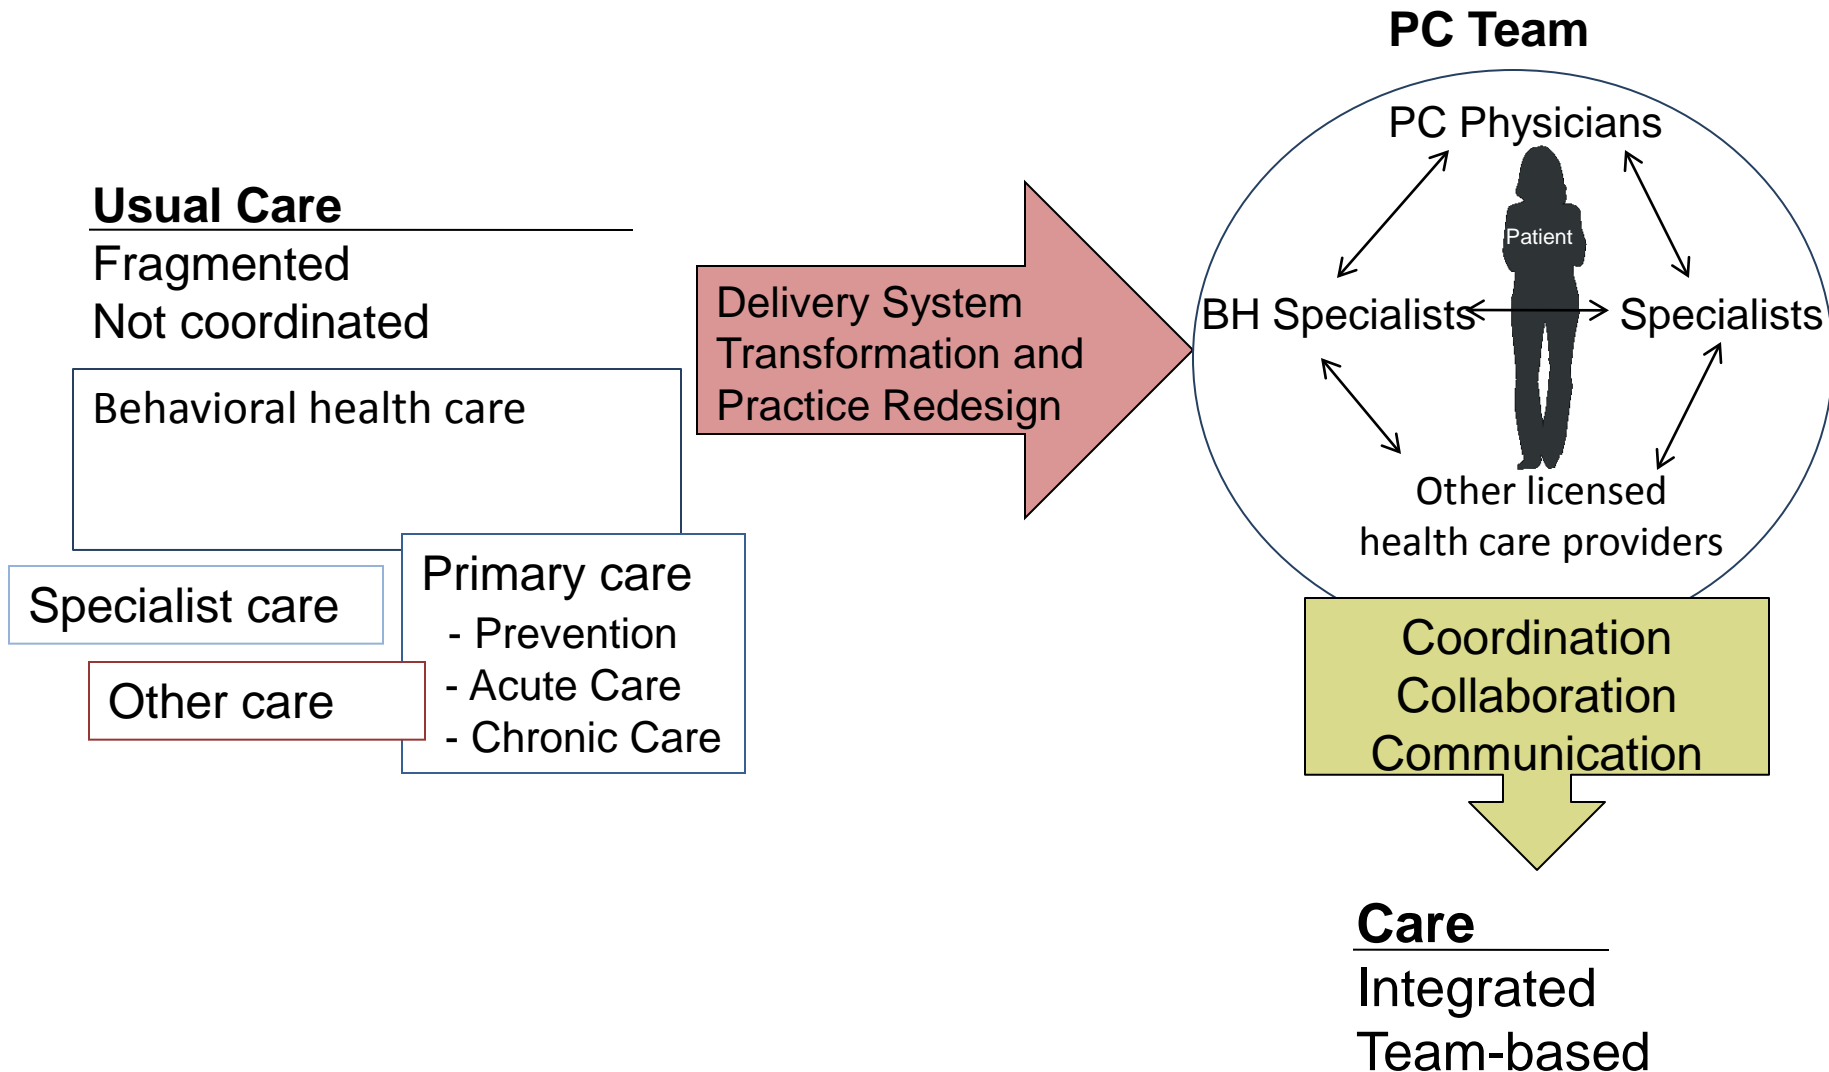 Usual Care
Fragmented
Not coordinated
Behavioral health care
Specialist care
Other care
Primary care
- Prevention
- Acute Care
- Chronic Care
Delivery System
Transformation and
Practice Redesign
PC Team
PC Physicians
Patient
BH Specialists
Specialists
Other licensed
health care providers
Coordination
Collaboration
Communication
Care
Integrated
Team-based